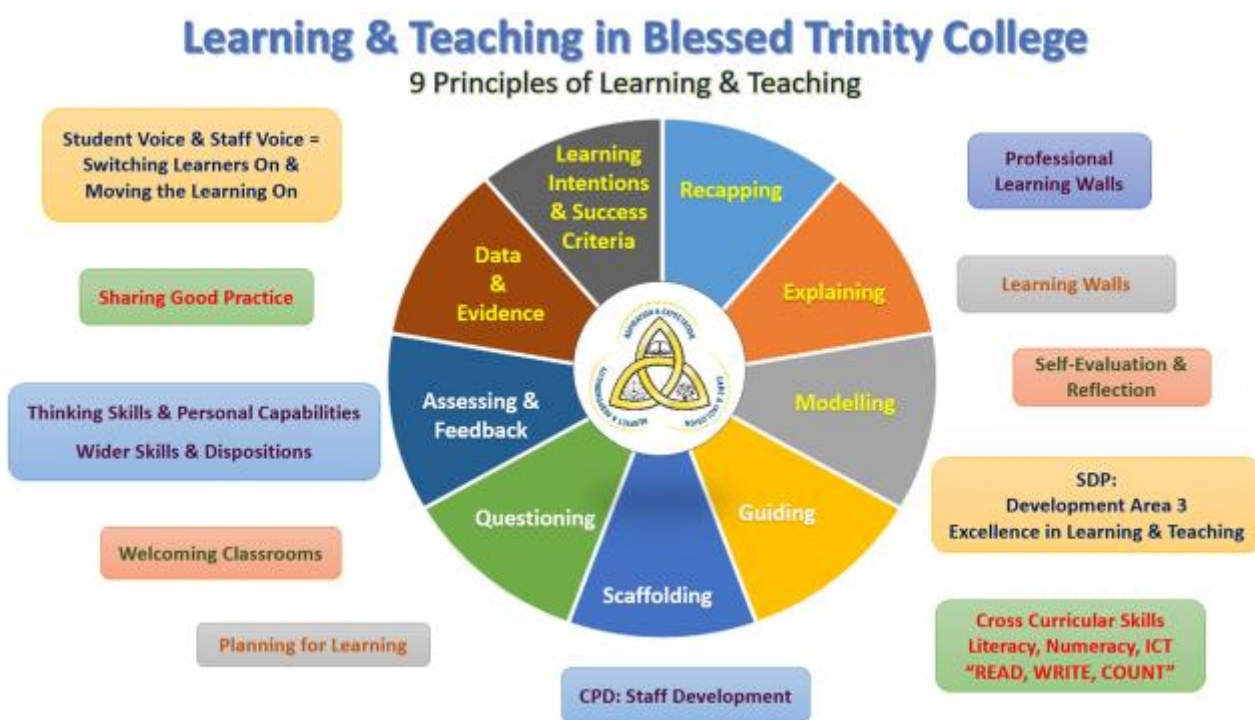 Learning & Teaching in Blessed Trinity College
9 Principles of Learning & Teaching
Student Voice & Staff Voice =
Switching Learners On &
Moving the Learning On
Sharing Good Practice
Thinking Skills & Personal Capabilities
Wider Skills & Dispositions
Welcoming Classrooms
Planning for Learning
Learning
Intentions
& Success
Criteria
Recapping
Explaining
Modelling
Guiding
Scaffolding
Questioning
Assessing &
Feedback
Data
&
Evidence
ASPIRATION & EXPECTATION
CARE & INCLUSION
Professional
Learning Walls
Learning Walls
Self-Evaluation &
Reflection
SDP:
Development Area 3
Excellence in Learning & Teaching
Cross Curricular Skills
Literacy, Numeracy, ICT
“READ, WRITE, COUNT”
CPD: Staff Development